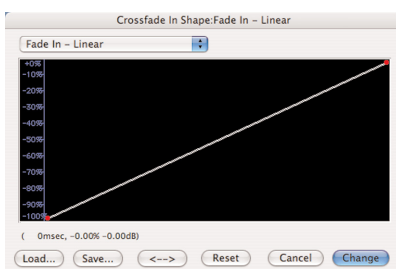 Crossfade In Shape:Fade In – Linear
Fade In – Linear
+0%
-10%
-20%
-30%
-40%
-50%
-60%
-70%
-80%
-90%
-100%
( 0msec, -0.00% -0.00dB)
Load... Save... <--> Reset Cancel Change